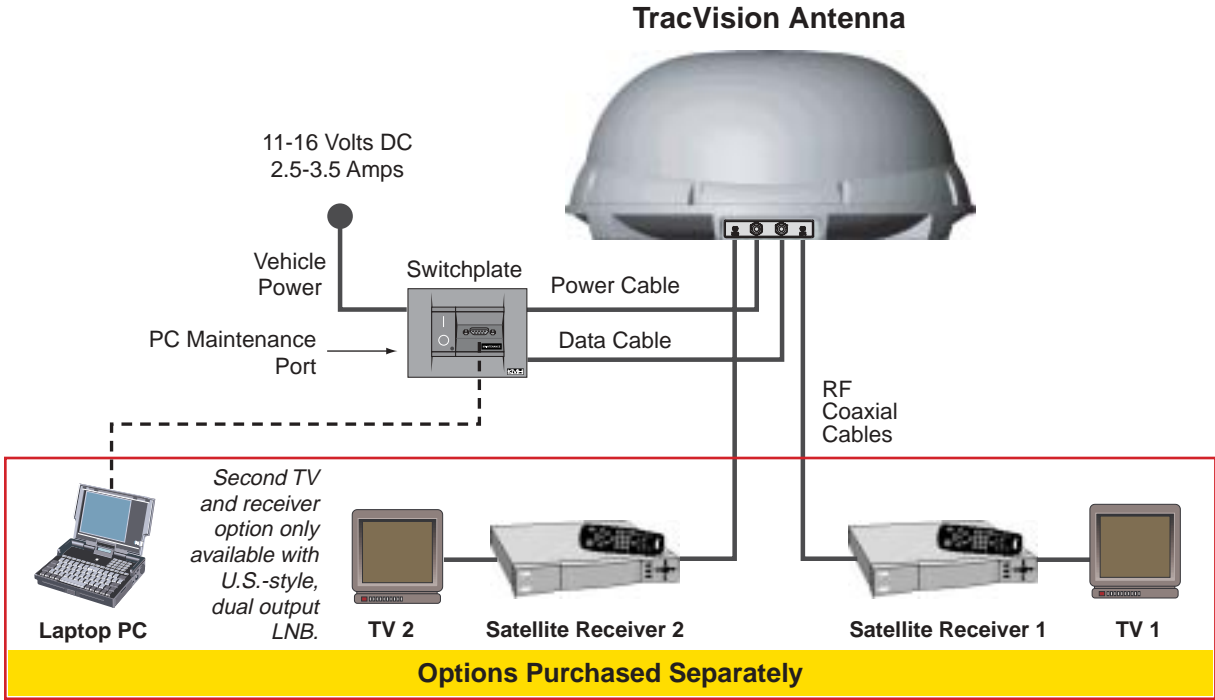 TracVision Antenna
11-16 Volts DC
2.5-3.5 Amps
Vehicle
Power
Switchplate
Power Cable
PC Maintenance
Port
Data Cable
KVH
RF
Coaxial
Cables
Second TV
and receiver
option only
available with
U.S.-style,
dual output
LNB.
Laptop PC
TV 2
Satellite Receiver 2
Satellite Receiver 1
TV 1
Options Purchased Separately